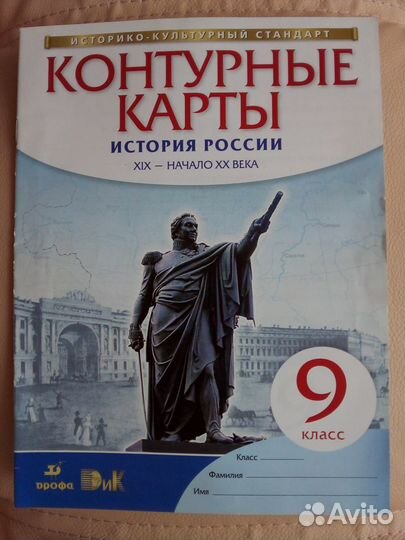 ИСТОРИКО-КУЛЬТУРНЫЙ СТАНДАРТ
КОНТУРНЫЕ
КАРТЫ
ИСТОРИЯ РОССИИ
XIX — НАЧАЛО XX ВЕКА
9
КЛАСС
Класс
Фамилия
Имя
дрофа
ДиК
Avito